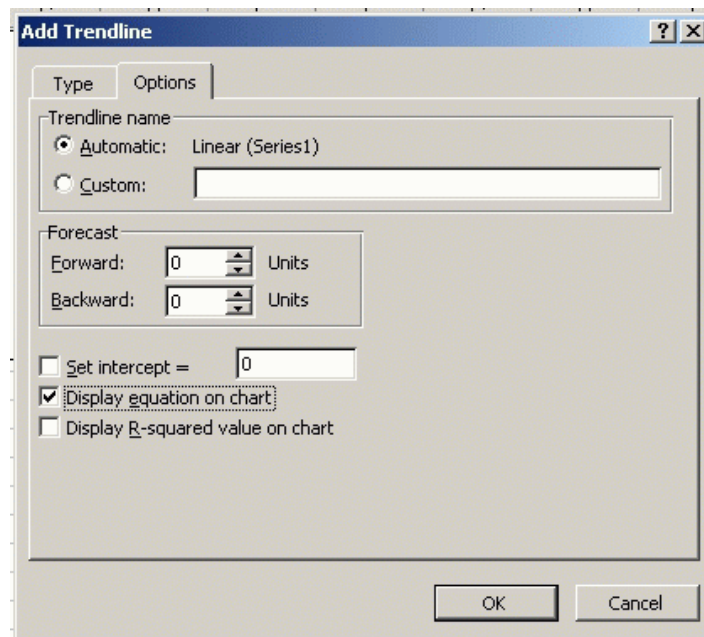 Add Trendline
Type Options
Trendline name
Automatic: Linear (Series1)
Custom:
Forecast
Forward: 0 Units
Backward: 0 Units
Set intercept = 0
Display equation on chart
Display R-squared value on chart
OK Cancel